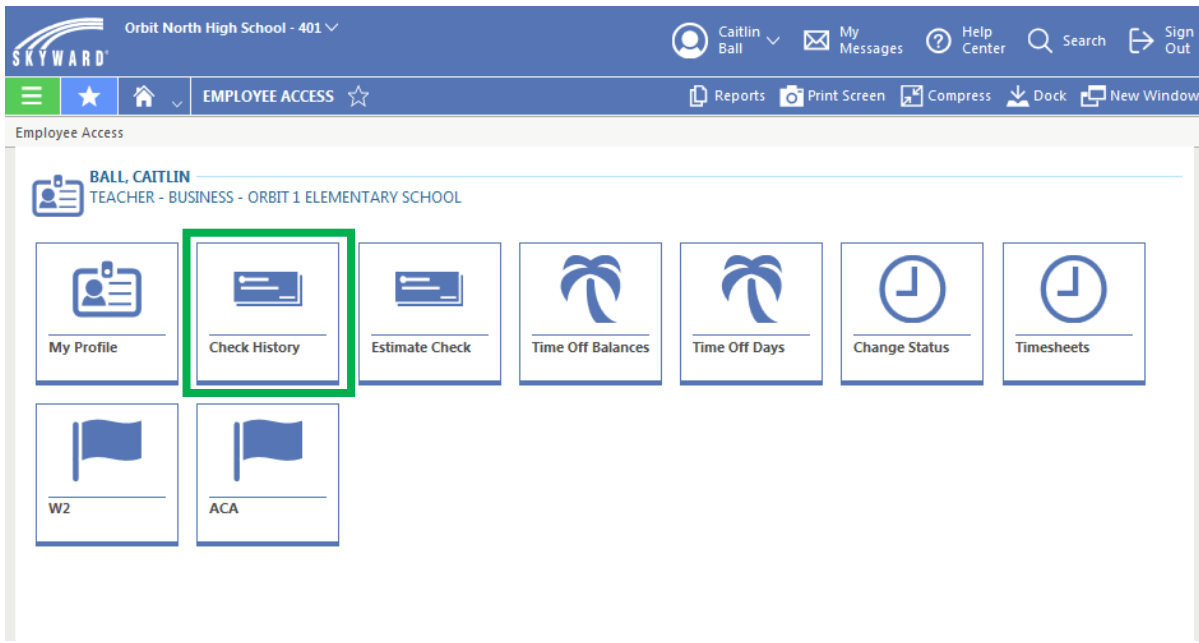 Orbit North High School - 401
SKYWARD
Caitlin Ball
My Messages
Help Center
Search
Sign Out
EMPLOYEE ACCESS
Reports
Print Screen
Compress
Dock
New Window
Employee Access
BALL, CAITLIN
TEACHER - BUSINESS - ORBIT 1 ELEMENTARY SCHOOL
My Profile
Check History
Estimate Check
Time Off Balances
Time Off Days
Change Status
Timesheets
W2
ACA